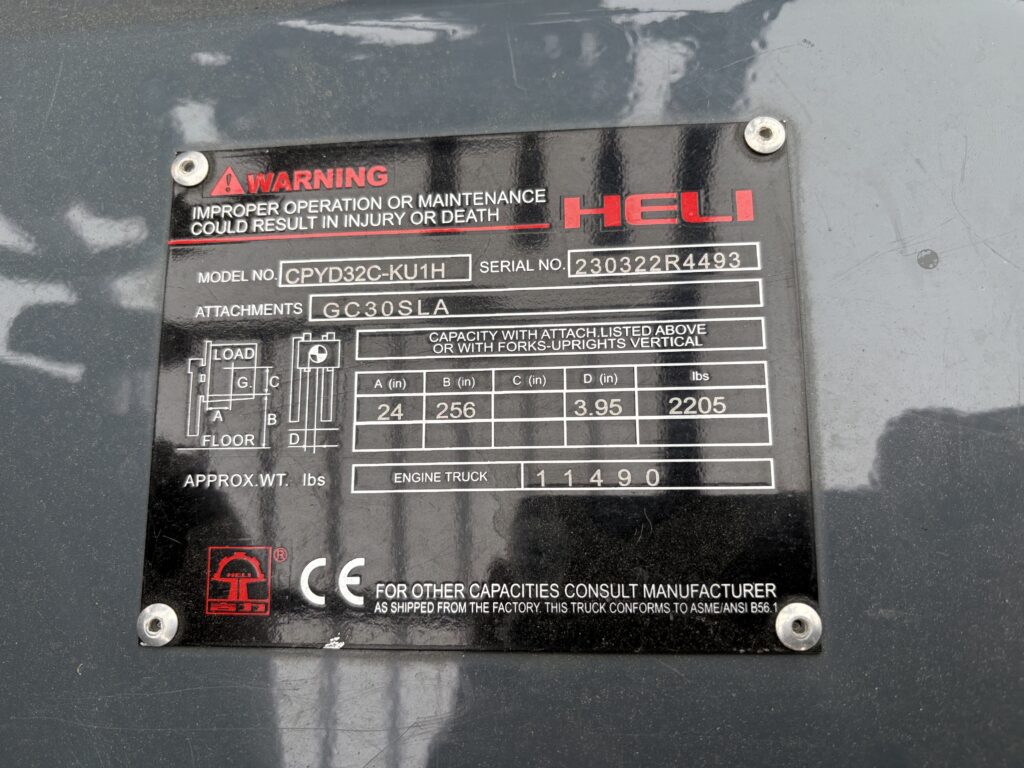 WARNING
IMPROPER OPERATION OR MAINTENANCE
COULD RESULT IN INJURY OR DEATH
HELI
MODEL NO. CPYD32C-KU1H SERIAL NO. 230322R4493
ATTACHMENTS GC30SLA
CAPACITY WITH ATTACH.LISTED ABOVE
OR WITH FORKS-UPRIGHTS VERTICAL
LOAD
G.
C
A
B
FLOOR
D
A (in) B (in) C (in) D (in) lbs
24 256 3.95 2205
APPROX.WT. lbs ENGINE TRUCK 11490
HELI
合力
®
CE
FOR OTHER CAPACITIES CONSULT MANUFACTURER
AS SHIPPED FROM THE FACTORY. THIS TRUCK CONFORMS TO ASME/ANSI B56.1